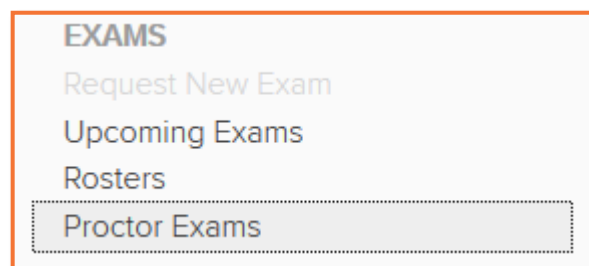 EXAMS
Request New Exam
Upcoming Exams
Rosters
Proctor Exams